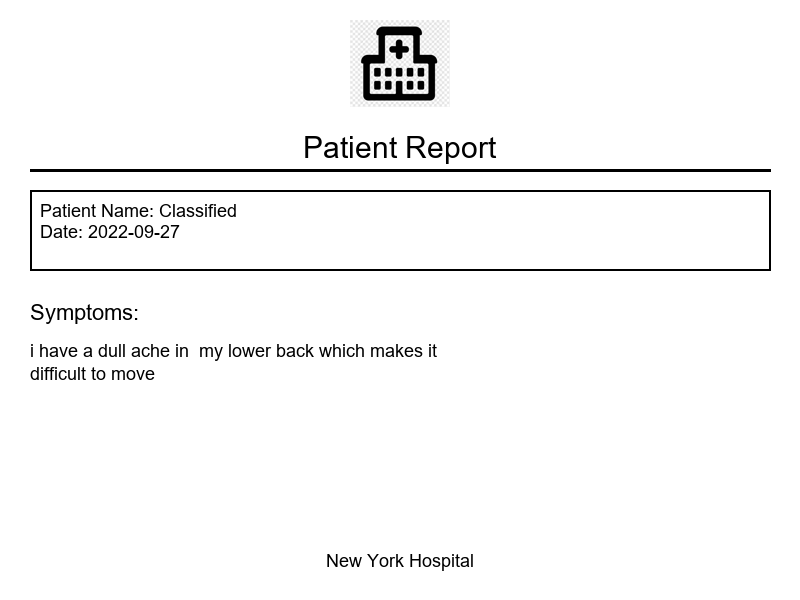 Patient Report
Patient Name: Classified
Date: 2022-09-27
Symptoms:
i have a dull ache in  my lower back which makes it
difficult to move
New York Hospital